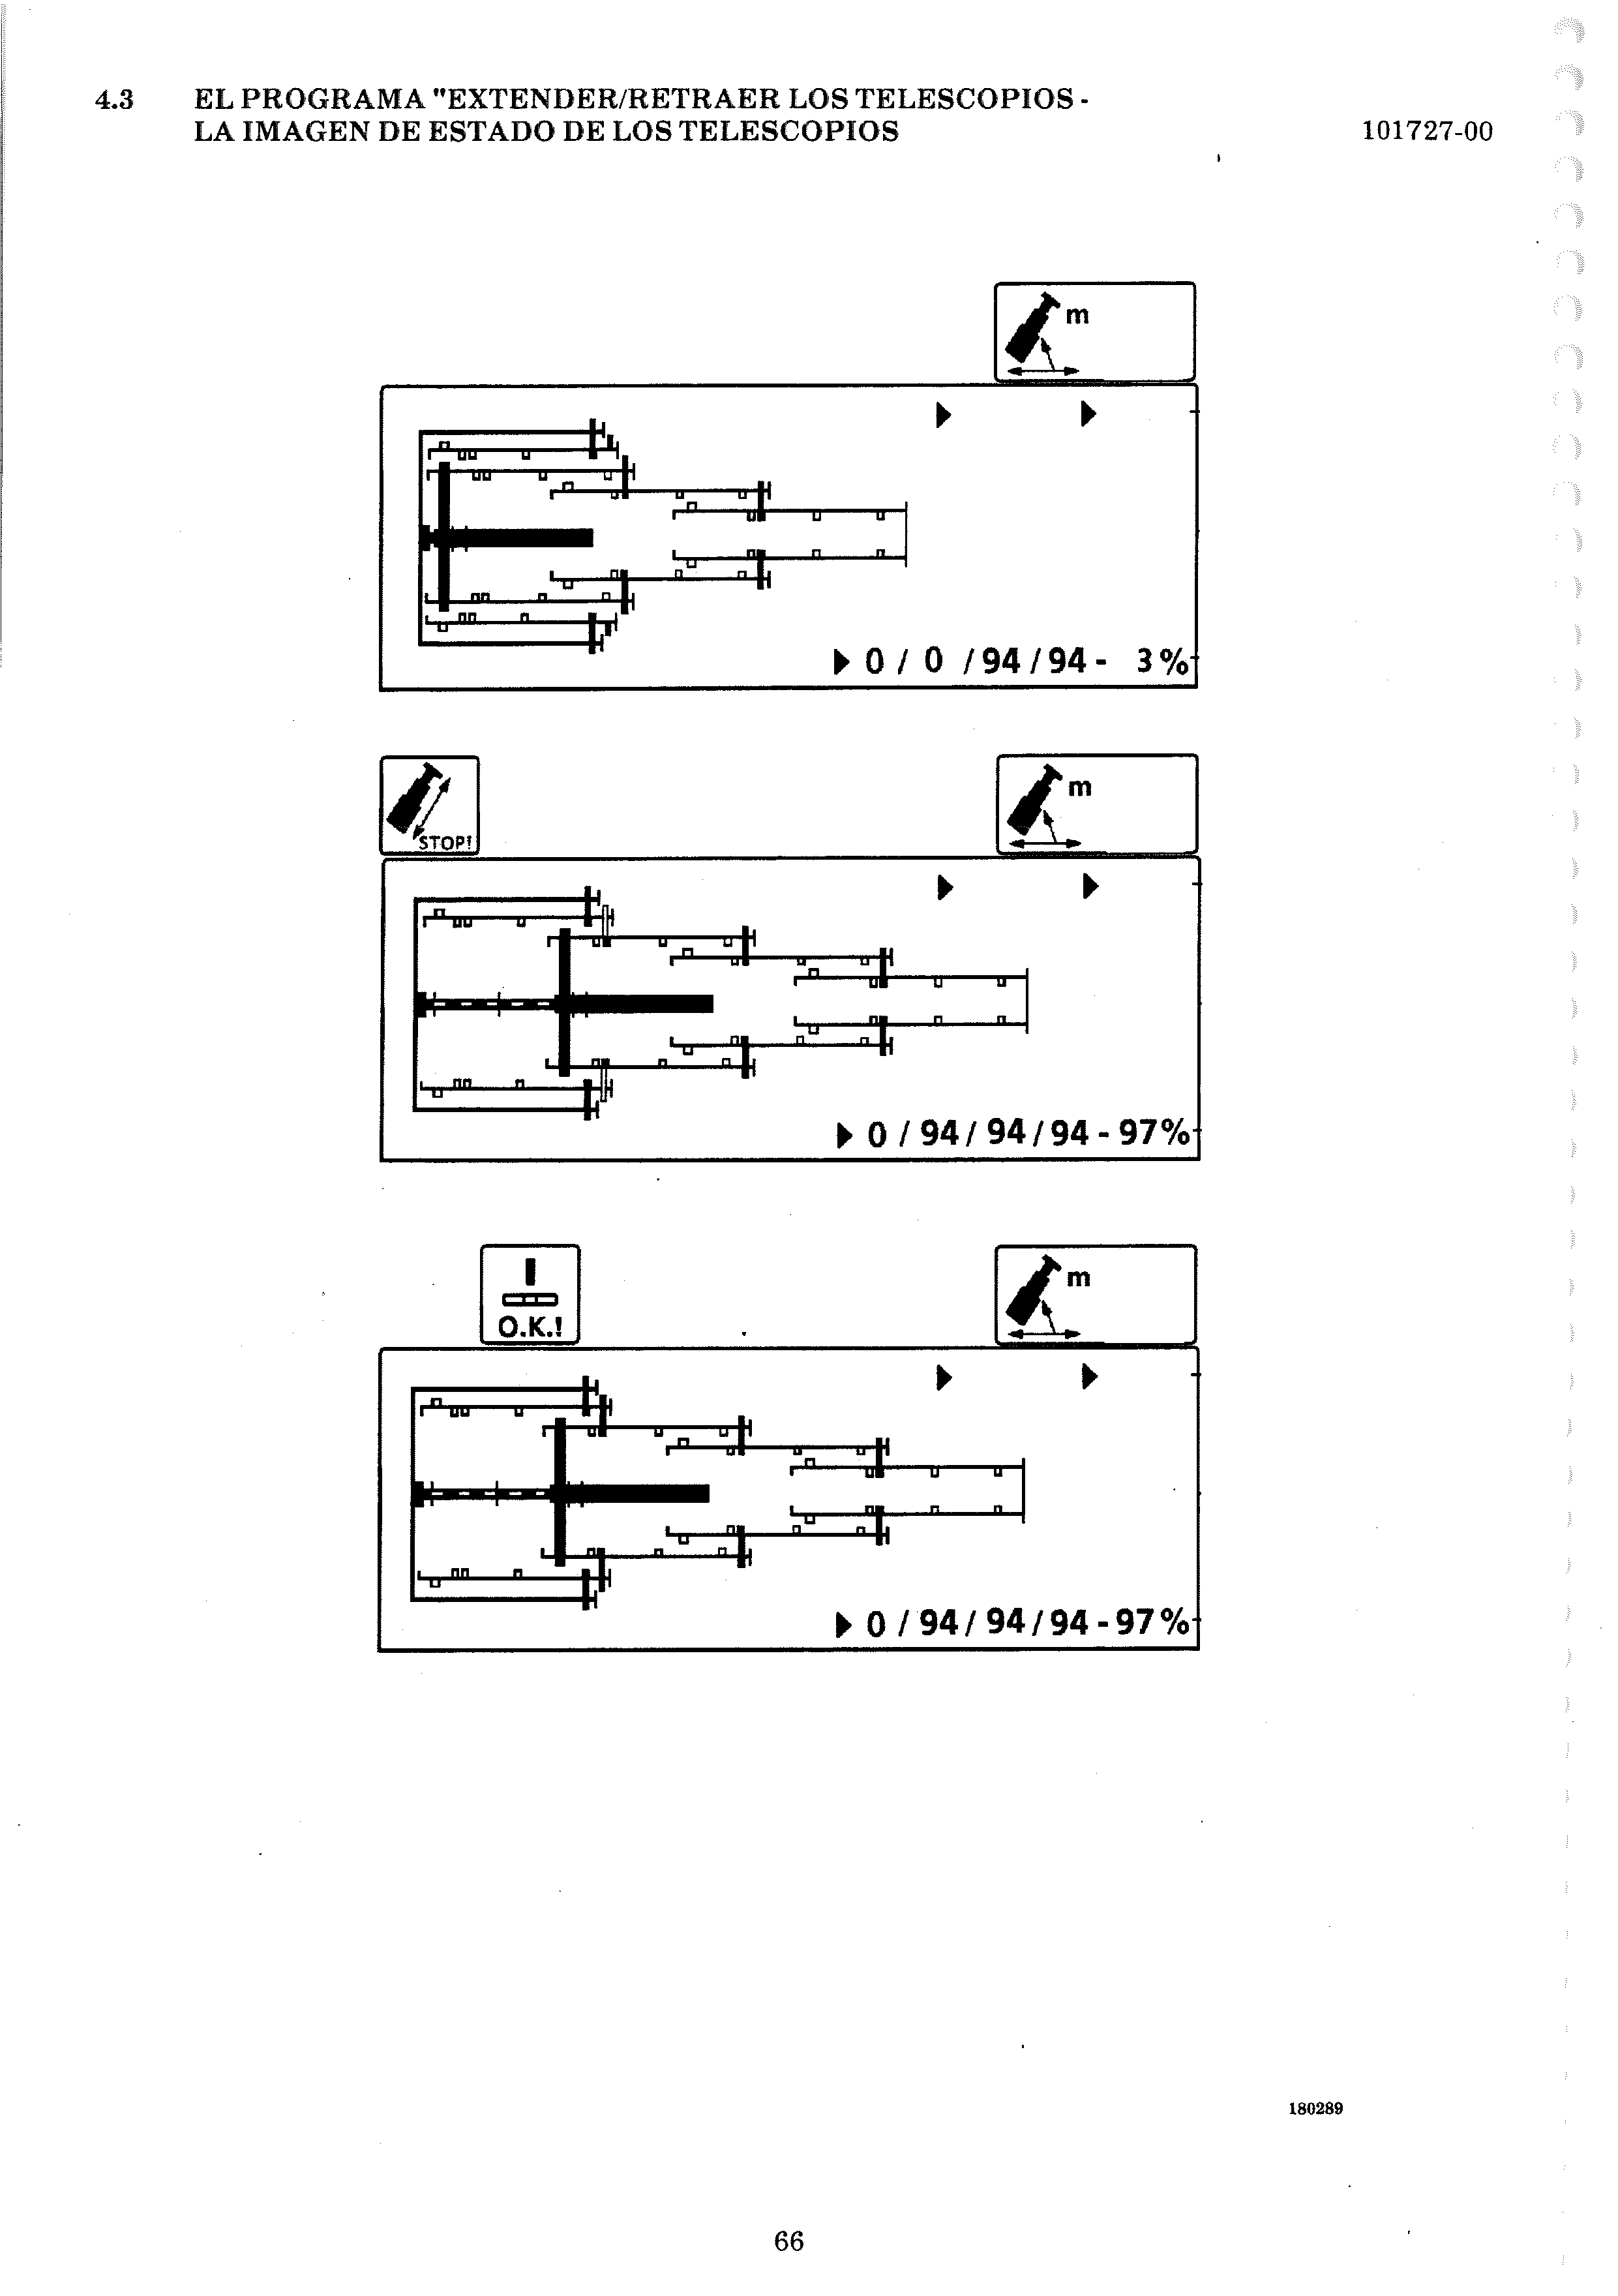 4.3 EL PROGRAMA "EXTENDER/RETRAER LOS TELESCOPIOS -
LA IMAGEN DE ESTADO DE LOS TELESCOPIOS 101727-00
m
0 / 0 / 94 / 94 - 3 %
STOP!
m
0 / 94 / 94 / 94 - 97 %
O.K.!
m
0 / 94 / 94 / 94 - 97 %
180289
66